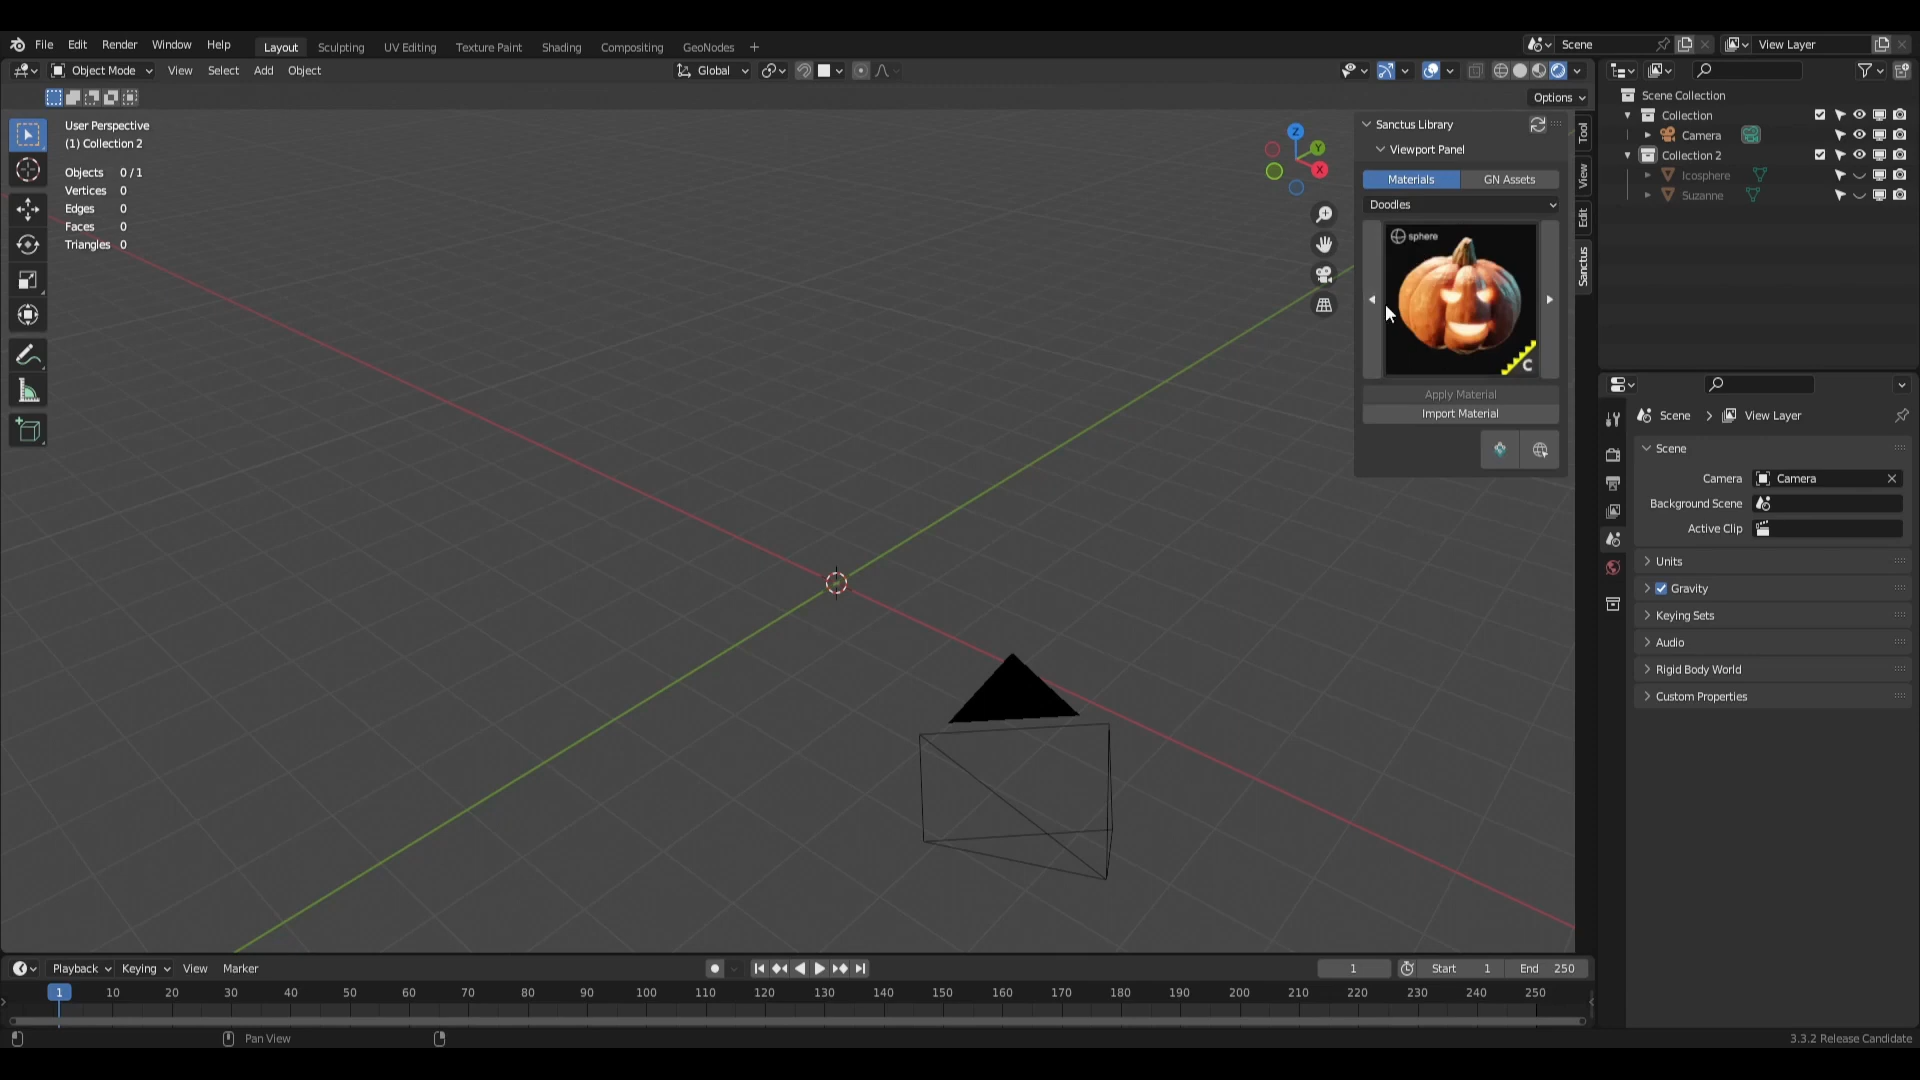 File Edit Render Window Help Layout Sculpting UV Editing Texture Paint Shading Compositing GeoNodes + Scene View Layer
Object Mode View Select Add Object Global
Options
User Perspective
(1) Collection 2
Objects 0 / 1
Vertices 0
Edges 0
Faces 0
Triangles 0
Z
Y
X
Sanctus Library
Viewport Panel
Materials GN Assets
Doodles
sphere
C
Apply Material
Import Material
Tool
View
Edit
Sanctus
Scene Collection
Collection
Camera
Collection 2
Icosphere
Suzanne
Scene > View Layer
Scene
Camera Camera
Background Scene
Active Clip
Units
Gravity
Keying Sets
Audio
Rigid Body World
Custom Properties
Playback Keying View Marker 1 Start 1 End 250
1 10 20 30 40 50 60 70 80 90 100 110 120 130 140 150 160 170 180 190 200 210 220 230 240 250
Pan View 3.3.2 Release Candidate